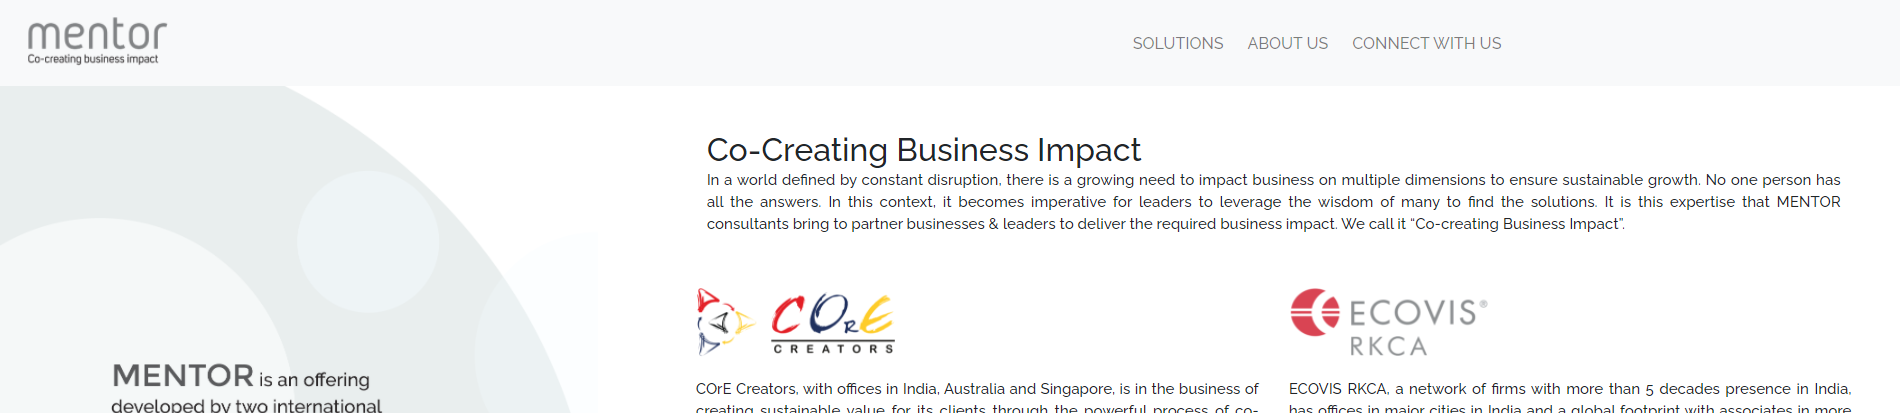 mentor
Co-creating business impact
SOLUTIONS ABOUT US CONNECT WITH US
Co-Creating Business Impact
In a world defined by constant disruption, there is a growing need to impact business on multiple dimensions to ensure sustainable growth. No one person has
all the answers. In this context, it becomes imperative for leaders to leverage the wisdom of many to find the solutions. It is this expertise that MENTOR
consultants bring to partner businesses & leaders to deliver the required business impact. We call it “Co-creating Business Impact”.
MENTOR is an offering
developed by two international
COrE
CREATORS
COrE Creators, with offices in India, Australia and Singapore, is in the business of
creating sustainable value for its clients through the powerful process of co-
ECOVIS®
RKCA
ECOVIS RKCA, a network of firms with more than 5 decades presence in India,
has offices in major cities in India and a global footprint with associates in more